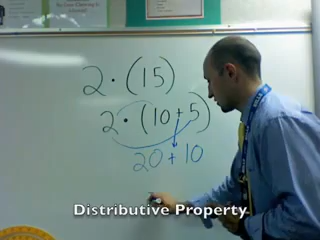 2 · (15)
2 · (10 + 5)
20 + 10
Distributive Property